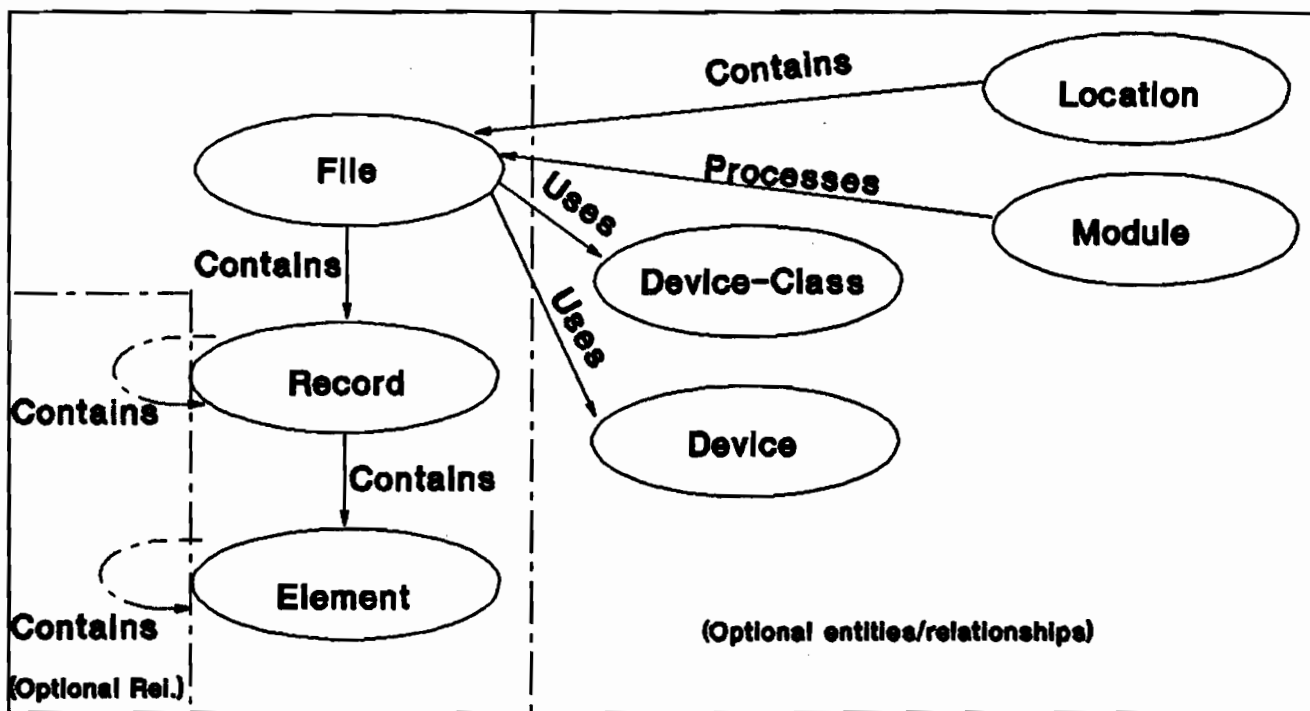 Contains
Location
File
Processes
Uses
Module
Contains
Device-Class
Uses
Record
Contains
Device
Contains
Element
Contains
(Optional entities/relationships)
(Optional Rel.)